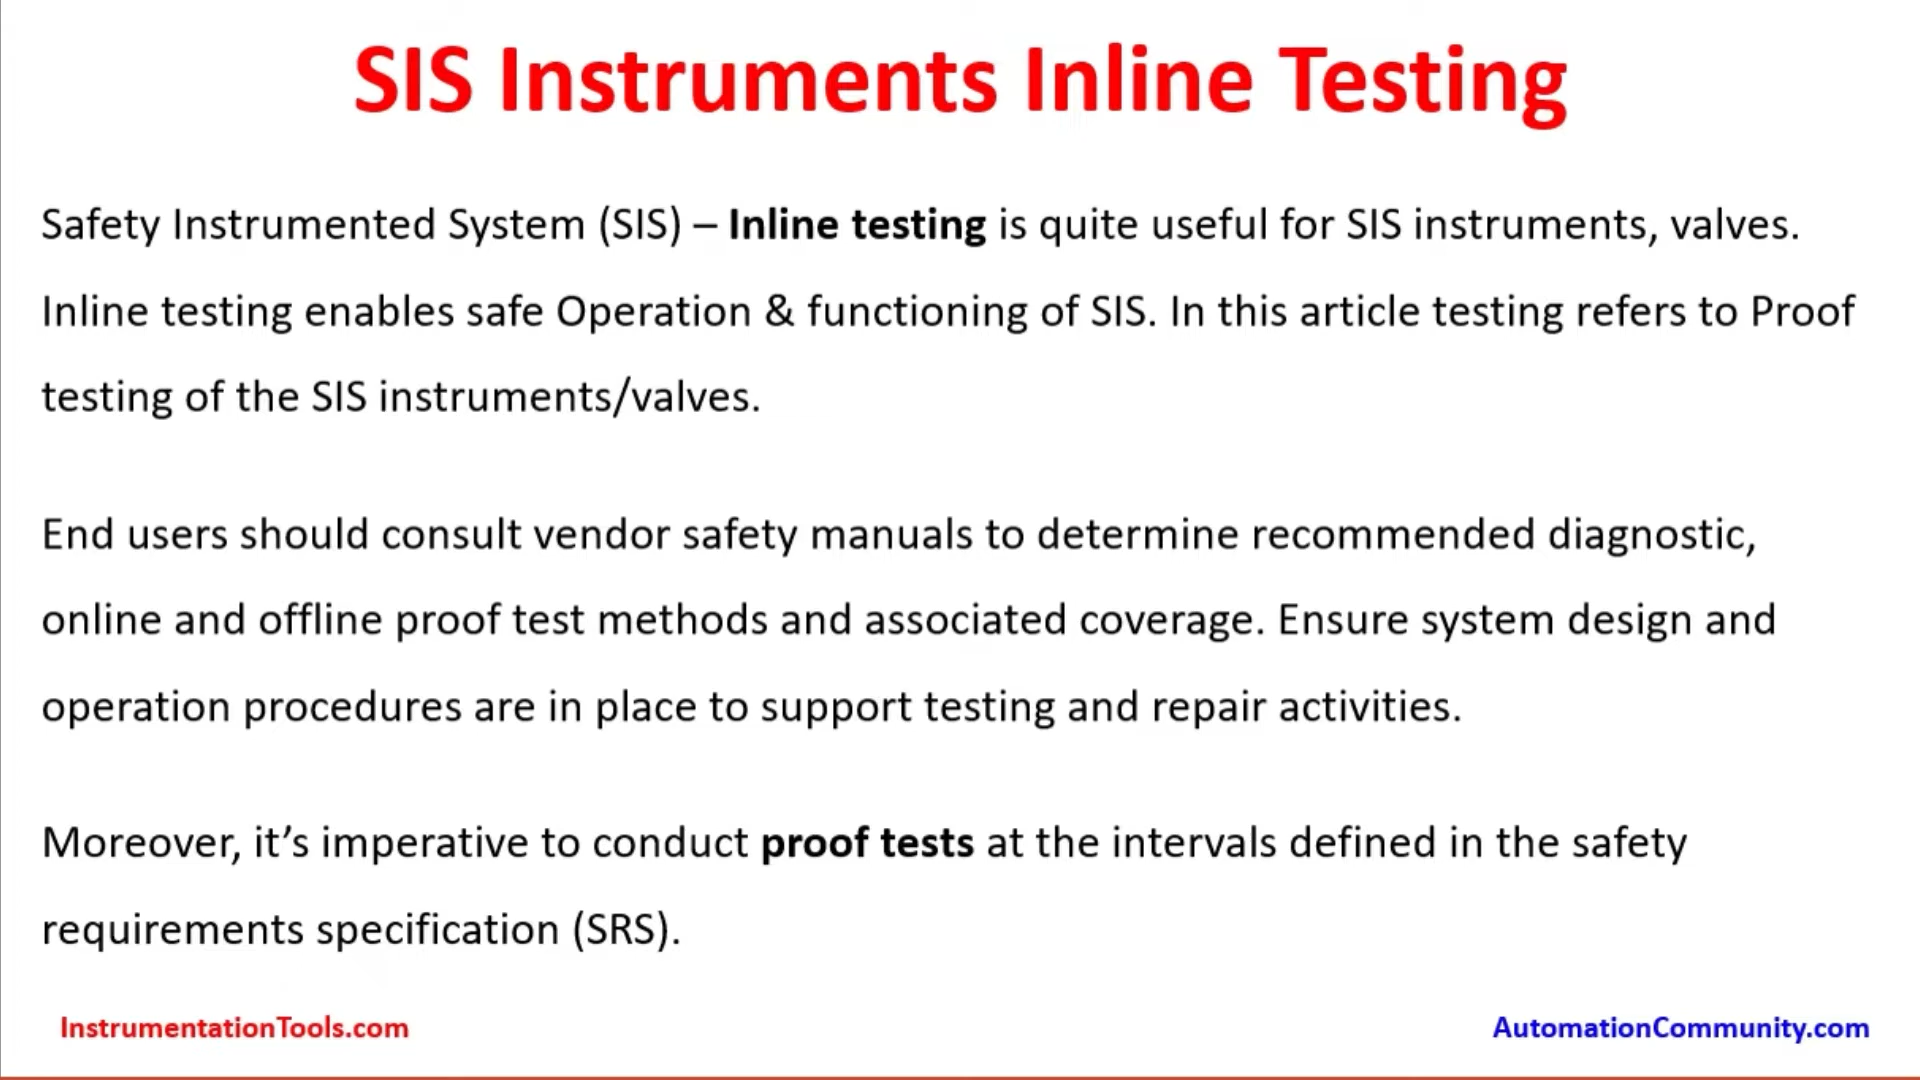 SIS Instruments Inline Testing
Safety Instrumented System (SIS) – Inline testing is quite useful for SIS instruments, valves.
Inline testing enables safe Operation & functioning of SIS. In this article testing refers to Proof
testing of the SIS instruments/valves.
End users should consult vendor safety manuals to determine recommended diagnostic,
online and offline proof test methods and associated coverage. Ensure system design and
operation procedures are in place to support testing and repair activities.
Moreover, it’s imperative to conduct proof tests at the intervals defined in the safety
requirements specification (SRS).
InstrumentationTools.com
AutomationCommunity.com